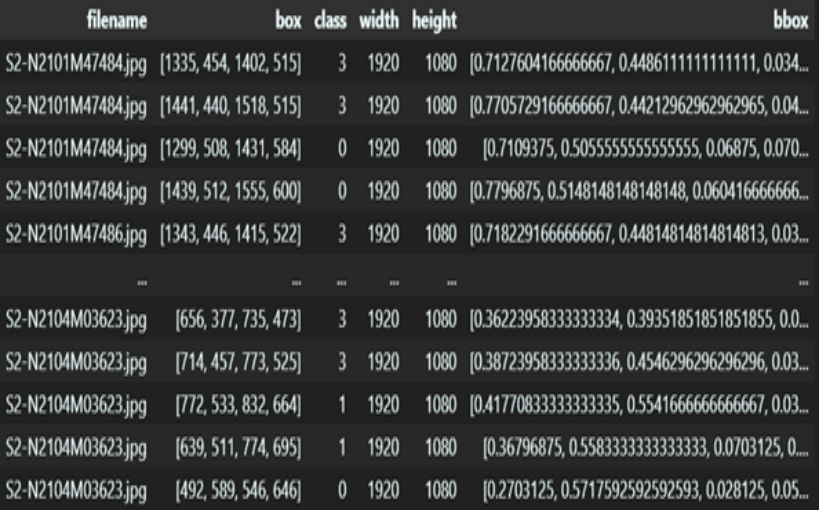 filename box class width height bbox
S2-N2101M47484.jpg [1335, 454, 1402, 515] 3 1920 1080 [0.7127604166666667, 0.4486111111111111, 0.034...
S2-N2101M47484.jpg [1441, 440, 1518, 515] 3 1920 1080 [0.7705729166666667, 0.44212962962962965, 0.04...
S2-N2101M47484.jpg [1299, 508, 1431, 584] 0 1920 1080 [0.7109375, 0.5055555555555555, 0.06875, 0.070...
S2-N2101M47484.jpg [1439, 512, 1555, 600] 0 1920 1080 [0.7796875, 0.5148148148148148, 0.060416666666...
S2-N2101M47486.jpg [1343, 446, 1415, 522] 3 1920 1080 [0.7182291666666667, 0.44814814814814813, 0.03...
... ... ... ... ... ...
S2-N2104M03623.jpg [656, 377, 735, 473] 3 1920 1080 [0.36223958333333334, 0.39351851851851855, 0.0...
S2-N2104M03623.jpg [714, 457, 773, 525] 3 1920 1080 [0.38723958333333336, 0.4546296296296296, 0.03...
S2-N2104M03623.jpg [772, 533, 832, 664] 1 1920 1080 [0.41770833333333335, 0.5541666666666667, 0.03...
S2-N2104M03623.jpg [639, 511, 774, 695] 1 1920 1080 [0.36796875, 0.5583333333333333, 0.0703125, 0....
S2-N2104M03623.jpg [492, 589, 546, 646] 0 1920 1080 [0.2703125, 0.5717592592592593, 0.028125, 0.05...